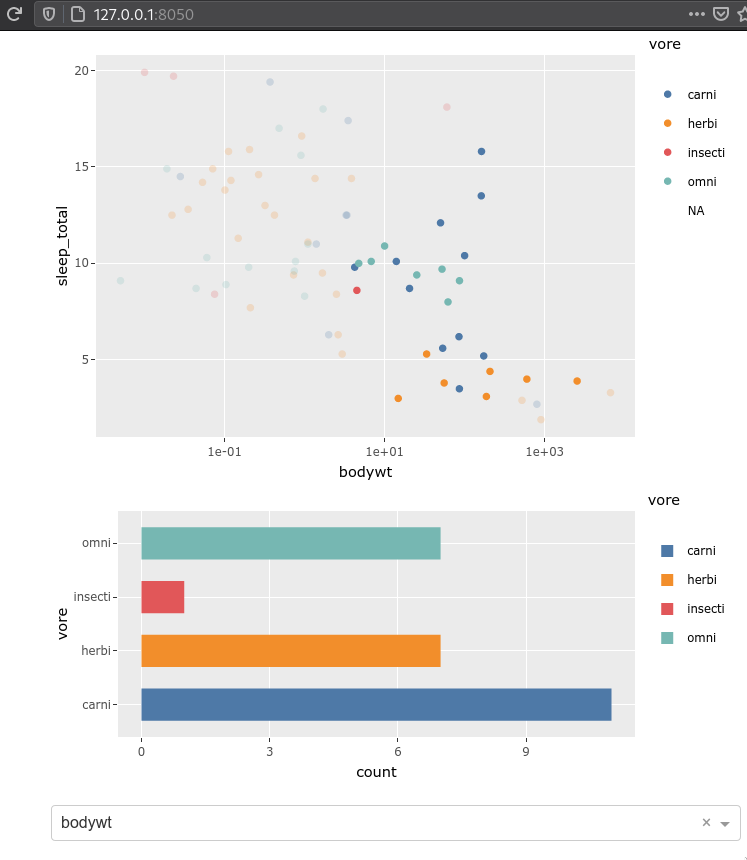 127.0.0.1:8050
vore
carni
herbi
insecti
omni
NA
20
15
10
5
sleep_total
1e-01 1e+01 1e+03
bodywt
vore
carni
herbi
insecti
omni
omni
insecti
herbi
carni
vore
0 3 6 9
count
bodywt ×